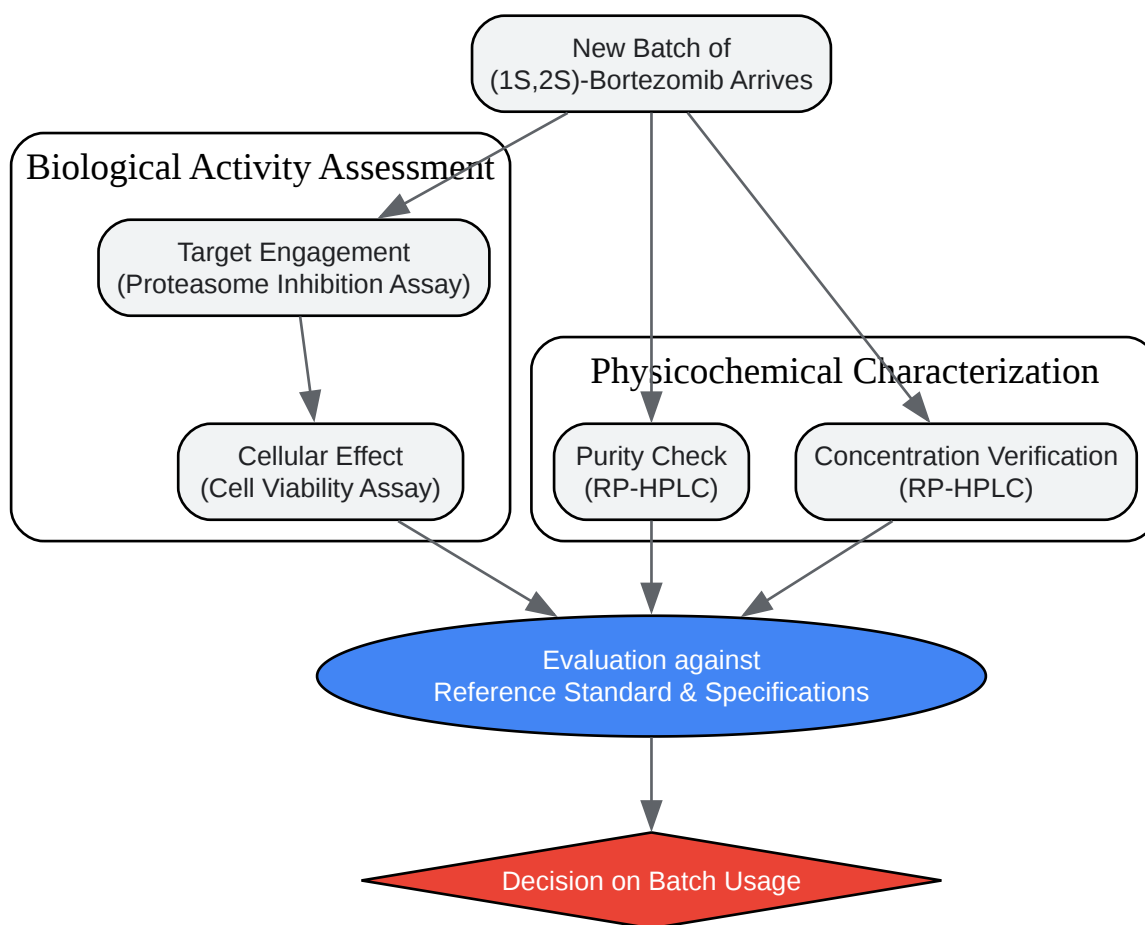 New Batch of
(1S,2S)-Bortezomib Arrives
Biological Activity Assessment
Target Engagement
(Proteasome Inhibition Assay)
Cellular Effect
(Cell Viability Assay)
Physicochemical Characterization
Purity Check
(RP-HPLC)
Concentration Verification
(RP-HPLC)
Evaluation against
Reference Standard & Specifications
Decision on Batch Usage